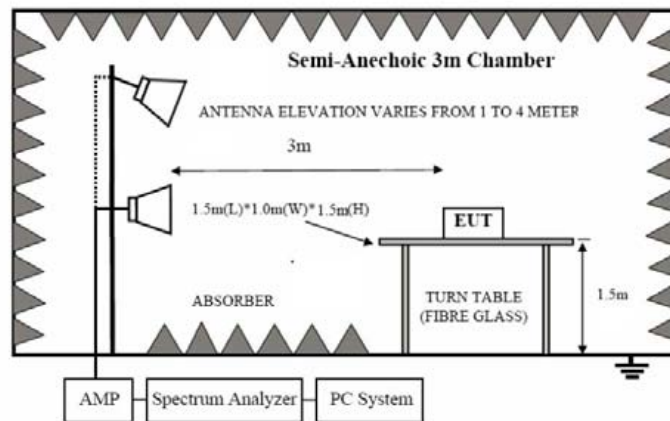 Semi-Anechoic 3m Chamber
ANTENNA ELEVATION VARIES FROM 1 TO 4 METER
3m
1.5m(L)*1.0m(W)*1.5m(H)
EUT
ABSORBER
TURN TABLE
(FIBRE GLASS)
1.5m
AMP
Spectrum Analyzer
PC System